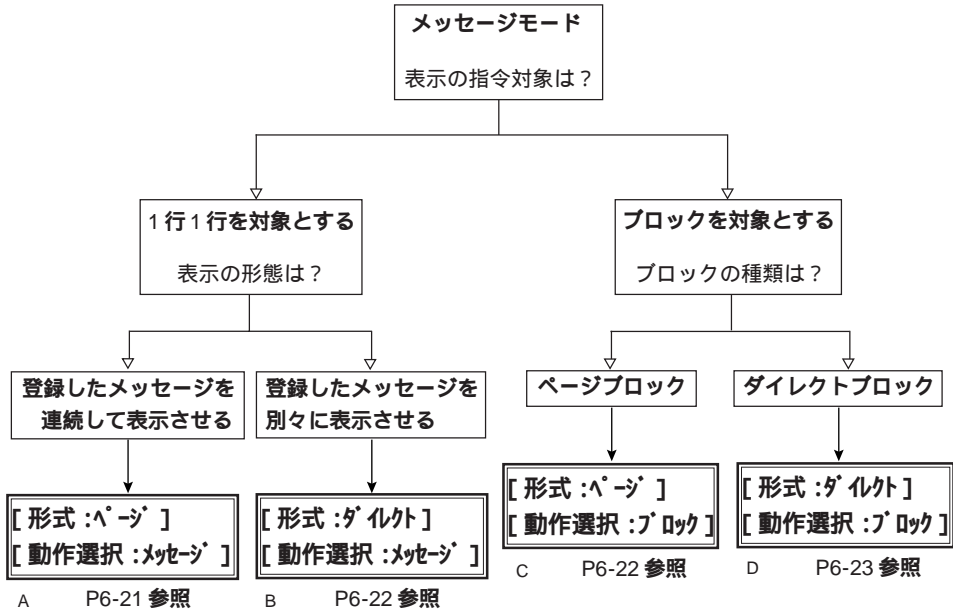 メッセージモード
表示の指令対象は？
1行1行を対象とする
表示の形態は？
ブロックを対象とする
ブロックの種類は？
登録したメッセージを
連続して表示させる
登録したメッセージを
別々に表示させる
ページブロック
ダイレクトブロック
[ 形式 :ﾍﾟｰｼﾞ ]
[ 動作選択 :ﾒｯｾｰｼﾞ ]
[ 形式 :ﾀﾞｲﾚｸﾄ ]
[ 動作選択 :ﾒｯｾｰｼﾞ ]
[ 形式 :ﾍﾟｰｼﾞ ]
[ 動作選択 :ﾌﾞﾛｯｸ ]
[ 形式 :ﾀﾞｲﾚｸﾄ ]
[ 動作選択 :ﾌﾞﾛｯｸ ]
A P6-21 参照
B P6-22 参照
C P6-22 参照
D P6-23 参照